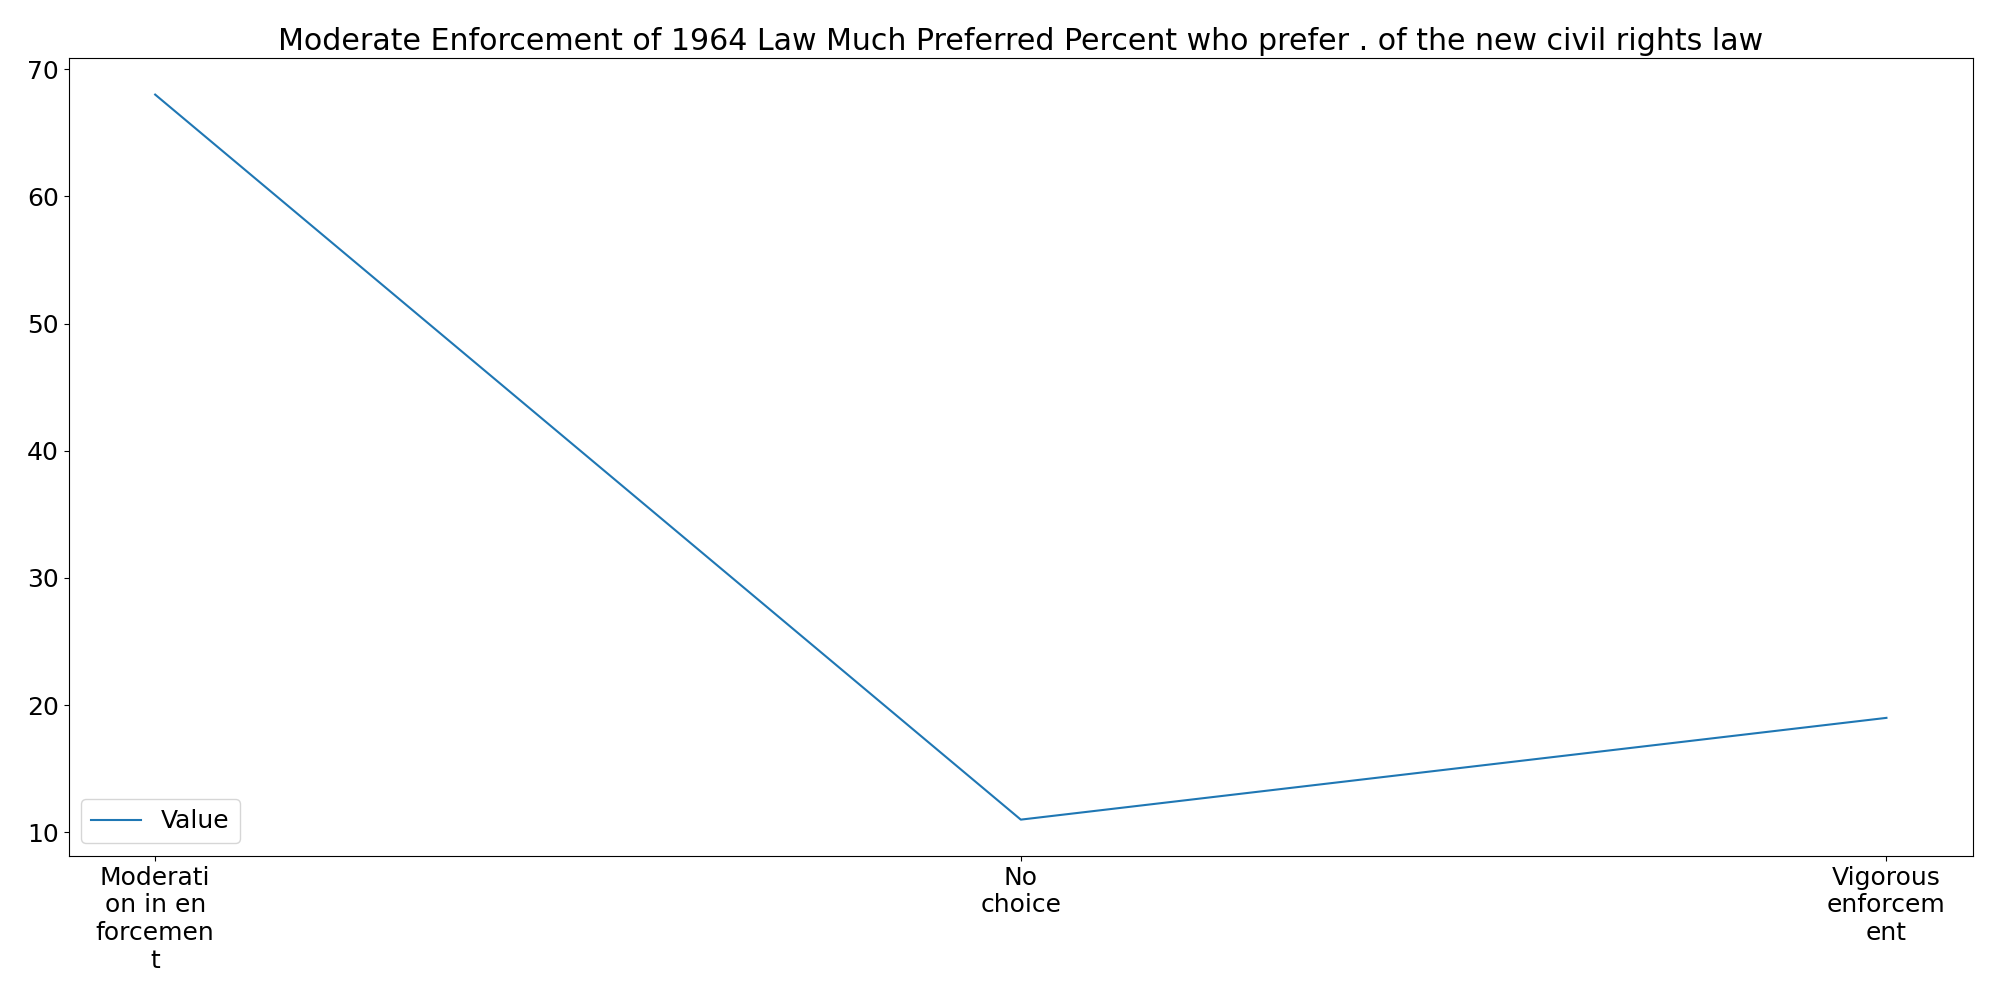 Moderate Enforcement of 1964 Law Much Preferred Percent who prefer . of the new civil rights law
70
60
50
40
30
20
10
Value
Moderati
on in en
forcemen
t
No
choice
Vigorous
enforcem
ent